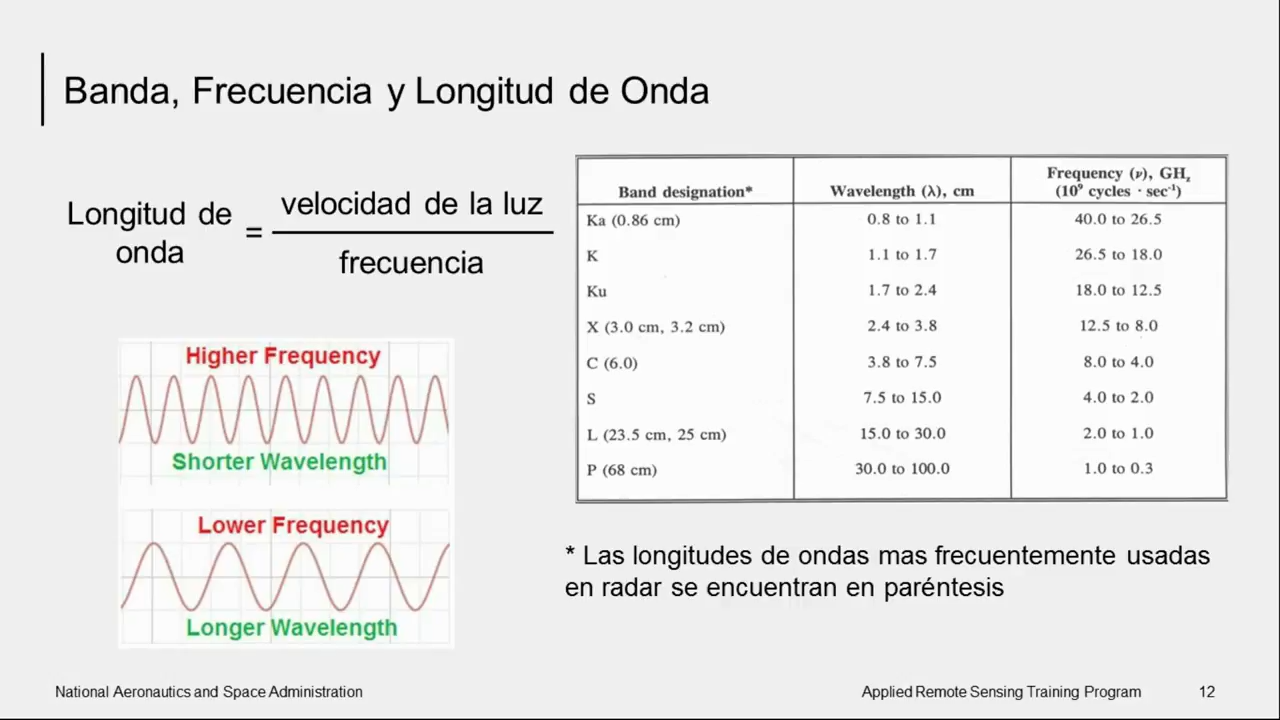 Banda, Frecuencia y Longitud de Onda
Longitud de
onda
=
velocidad de la luz
frecuencia
Higher Frequency
Shorter Wavelength
Lower Frequency
Longer Wavelength
Band designation* Wavelength (λ), cm Frequency (ν), GHz (10⁹ cycles · sec⁻¹)
Ka (0.86 cm) 0.8 to 1.1 40.0 to 26.5
K 1.1 to 1.7 26.5 to 18.0
Ku 1.7 to 2.4 18.0 to 12.5
X (3.0 cm, 3.2 cm) 2.4 to 3.8 12.5 to 8.0
C (6.0) 3.8 to 7.5 8.0 to 4.0
S 7.5 to 15.0 4.0 to 2.0
L (23.5 cm, 25 cm) 15.0 to 30.0 2.0 to 1.0
P (68 cm) 30.0 to 100.0 1.0 to 0.3
* Las longitudes de ondas mas frecuentemente usadas
en radar se encuentran en paréntesis
National Aeronautics and Space Administration Applied Remote Sensing Training Program 12